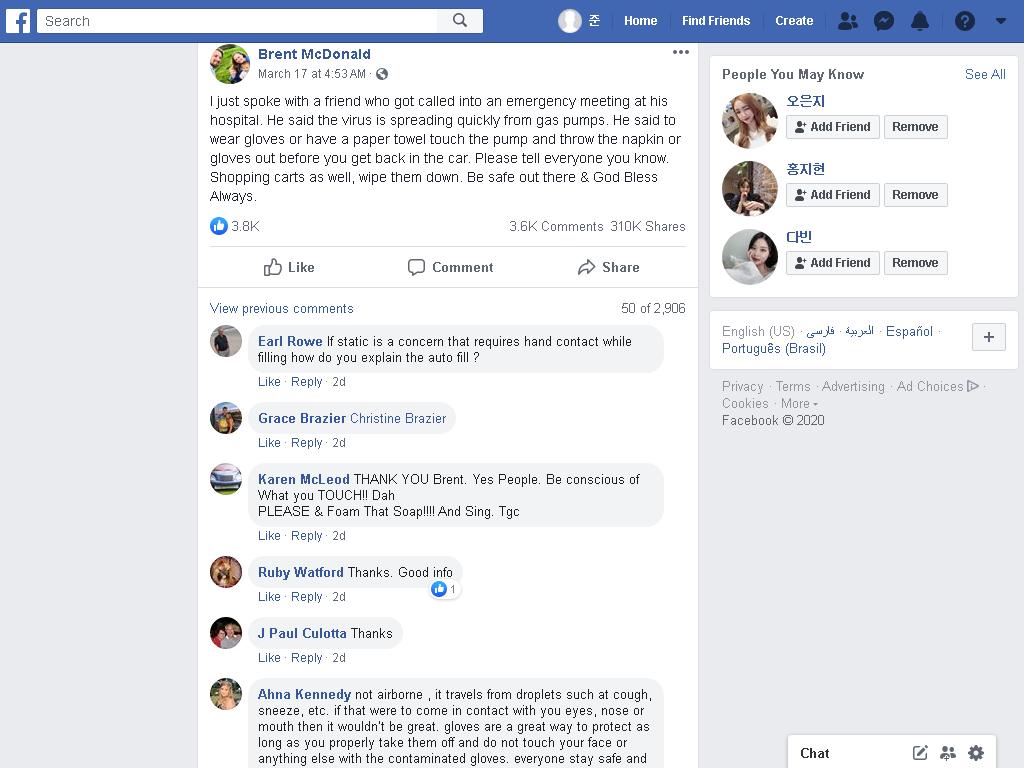 f Search 준 Home Find Friends Create ?
Brent McDonald
March 17 at 4:53 AM ·
I just spoke with a friend who got called into an emergency meeting at his
hospital. He said the virus is spreading quickly from gas pumps. He said to
wear gloves or have a paper towel touch the pump and throw the napkin or
gloves out before you get back in the car. Please tell everyone you know.
Shopping carts as well, wipe them down. Be safe out there & God Bless
Always.
3.8K 3.6K Comments 310K Shares
Like Comment Share
View previous comments 50 of 2,906
Earl Rowe If static is a concern that requires hand contact while
filling how do you explain the auto fill ?
Like · Reply · 2d
Grace Brazier Christine Brazier
Like · Reply · 2d
Karen McLeod THANK YOU Brent. Yes People. Be conscious of
What you TOUCH!! Dah
PLEASE & Foam That Soap!!!! And Sing. Tgc
Like · Reply · 2d
Ruby Watford Thanks. Good info
1
Like · Reply · 2d
J Paul Culotta Thanks
Like · Reply · 2d
Ahna Kennedy not airborne , it travels from droplets such at cough,
sneeze, etc. if that were to come in contact with you eyes, nose or
mouth then it wouldn't be great. gloves are a great way to protect as
long as you properly take them off and do not touch your face or
anything else with the contaminated gloves. everyone stay safe and
People You May Know See All
오은지
Add Friend Remove
홍지현
Add Friend Remove
다빈
Add Friend Remove
English (US) · فارسی · العربية · Español ·
Português (Brasil)
+
Privacy · Terms · Advertising · Ad Choices ·
Cookies · More
Facebook © 2020
Chat